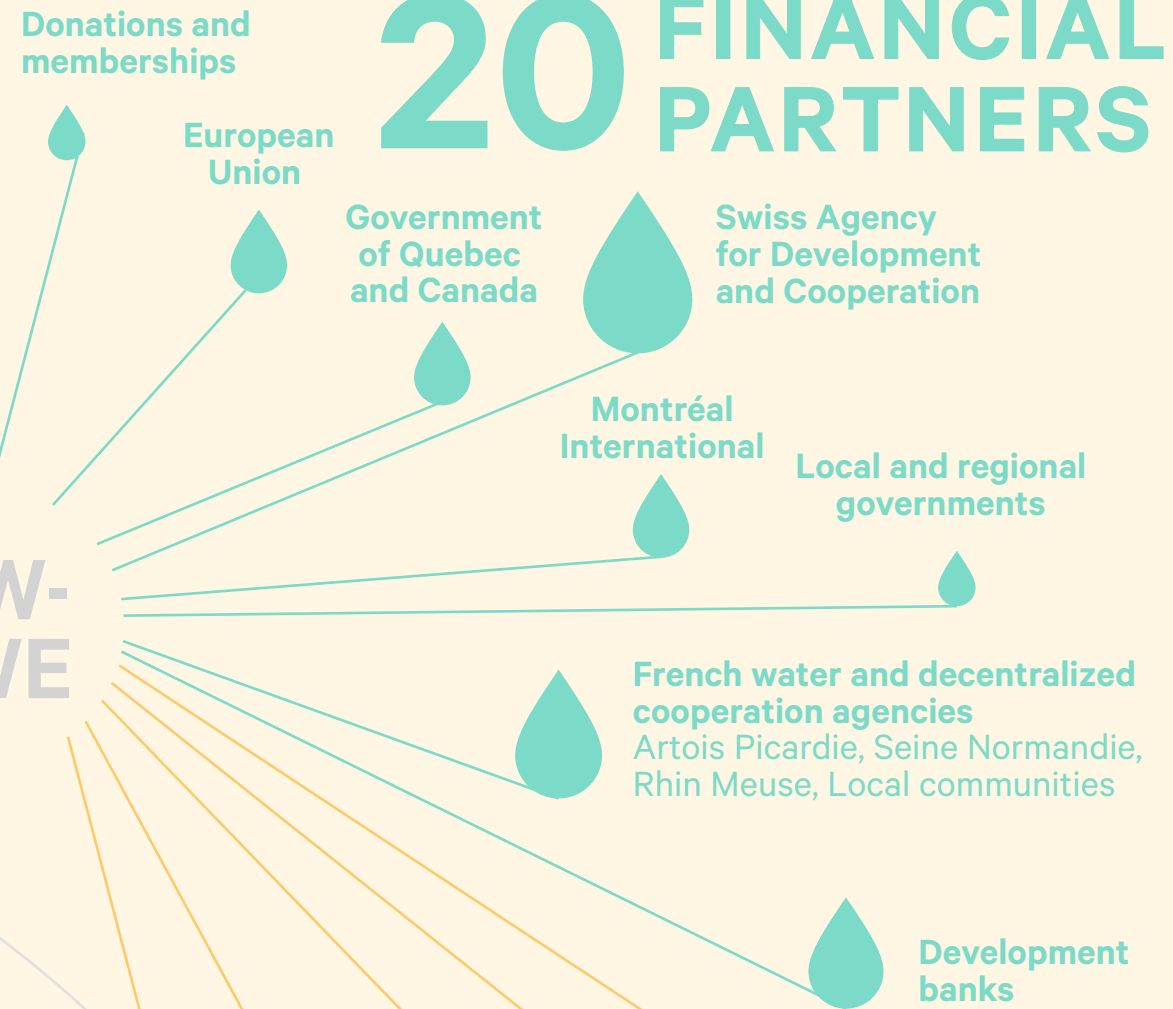 Donations and
memberships
20 FINANCIAL
PARTNERS
European
Union
Government
of Quebec
and Canada
Swiss Agency
for Development
and Cooperation
Montréal
International
Local and regional
governments
W-
VE
French water and decentralized
cooperation agencies
Artois Picardie, Seine Normandie,
Rhin Meuse, Local communities
Development
banks